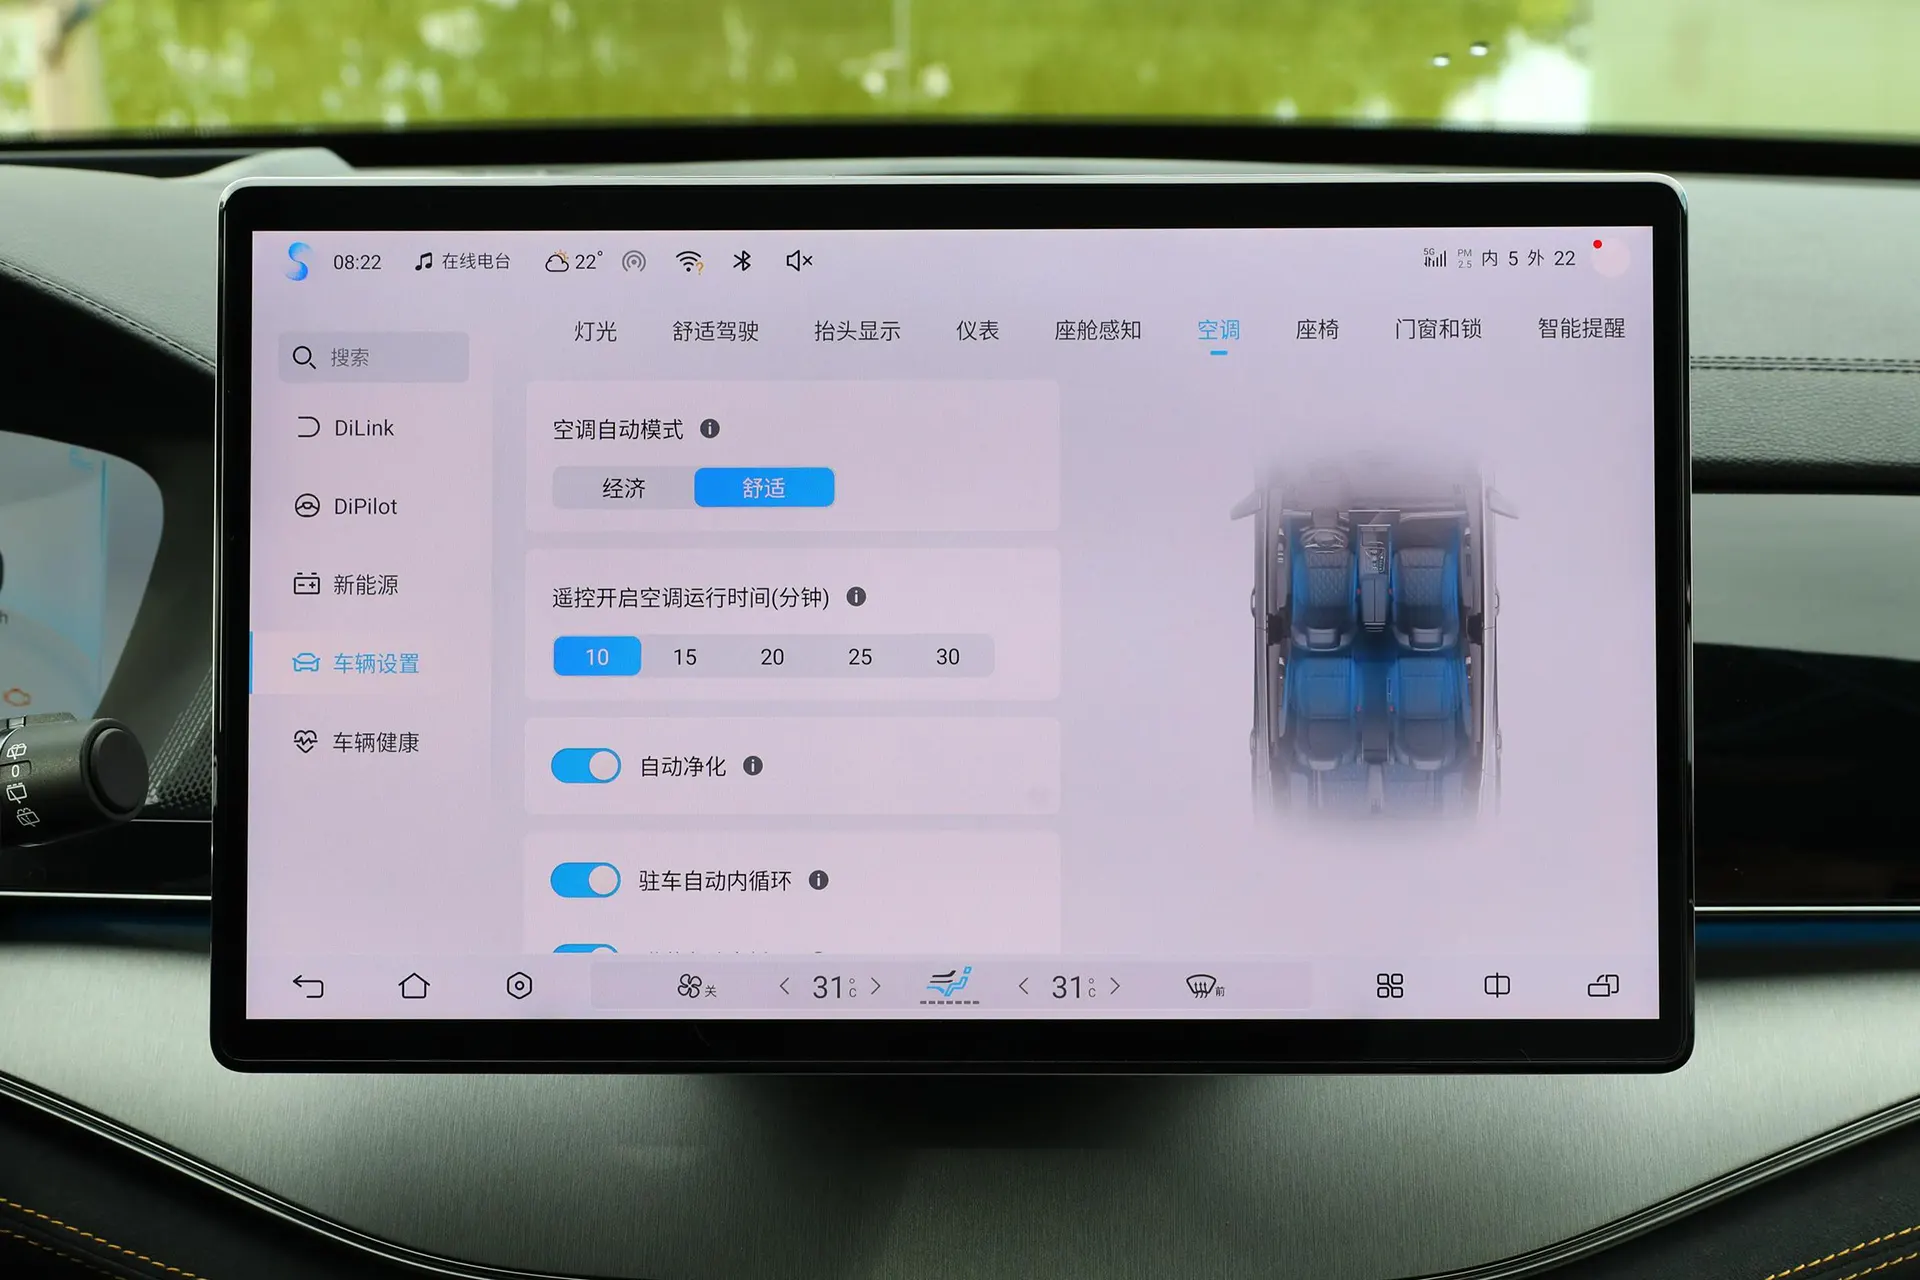 08:22 在线电台 22° 5G PM 2.5 内 5 外 22
灯光 舒适驾驶 抬头显示 仪表 座舱感知 空调 座椅 门窗和锁 智能提醒
搜索
DiLink
DiPilot
新能源
车辆设置
车辆健康
空调自动模式
经济 舒适
遥控开启空调运行时间(分钟)
10 15 20 25 30
自动净化
驻车自动内循环
关 31°C 31°C 前
0